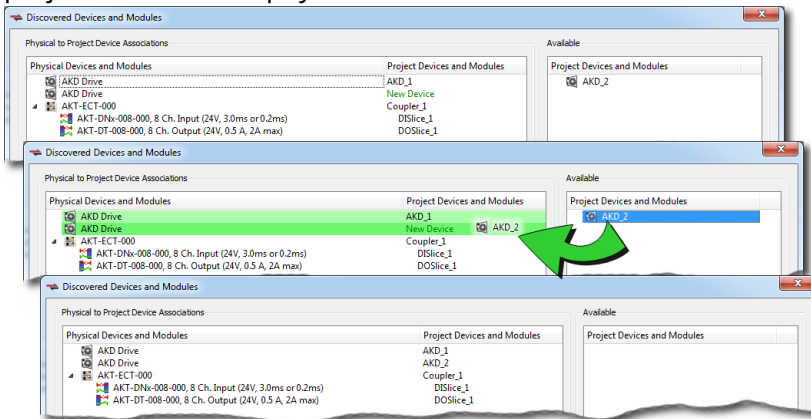 Discovered Devices and Modules
Physical to Project Device Associations
Available
Physical Devices and Modules Project Devices and Modules Project Devices and Modules
AKD Drive AKD_1 AKD_2
AKD Drive New Device
AKT-ECT-000 Coupler_1
AKT-DNx-008-000, 8 Ch. Input (24V, 3.0ms or 0.2ms) DISlice_1
AKT-DT-008-000, 8 Ch. Output (24V, 0.5 A, 2A max) DOSlice_1
Discovered Devices and Modules
Physical to Project Device Associations
Available
Physical Devices and Modules Project Devices and Modules Project Devices and Modules
AKD Drive AKD_1 AKD_2
AKD Drive New Device AKD_2
AKT-ECT-000 Coupler_1
AKT-DNx-008-000, 8 Ch. Input (24V, 3.0ms or 0.2ms) DISlice_1
AKT-DT-008-000, 8 Ch. Output (24V, 0.5 A, 2A max) DOSlice_1
Discovered Devices and Modules
Physical to Project Device Associations
Available
Physical Devices and Modules Project Devices and Modules Project Devices and Modules
AKD Drive AKD_1
AKD Drive AKD_2
AKT-ECT-000 Coupler_1
AKT-DNx-008-000, 8 Ch. Input (24V, 3.0ms or 0.2ms) DISlice_1
AKT-DT-008-000, 8 Ch. Output (24V, 0.5 A, 2A max) DOSlice_1